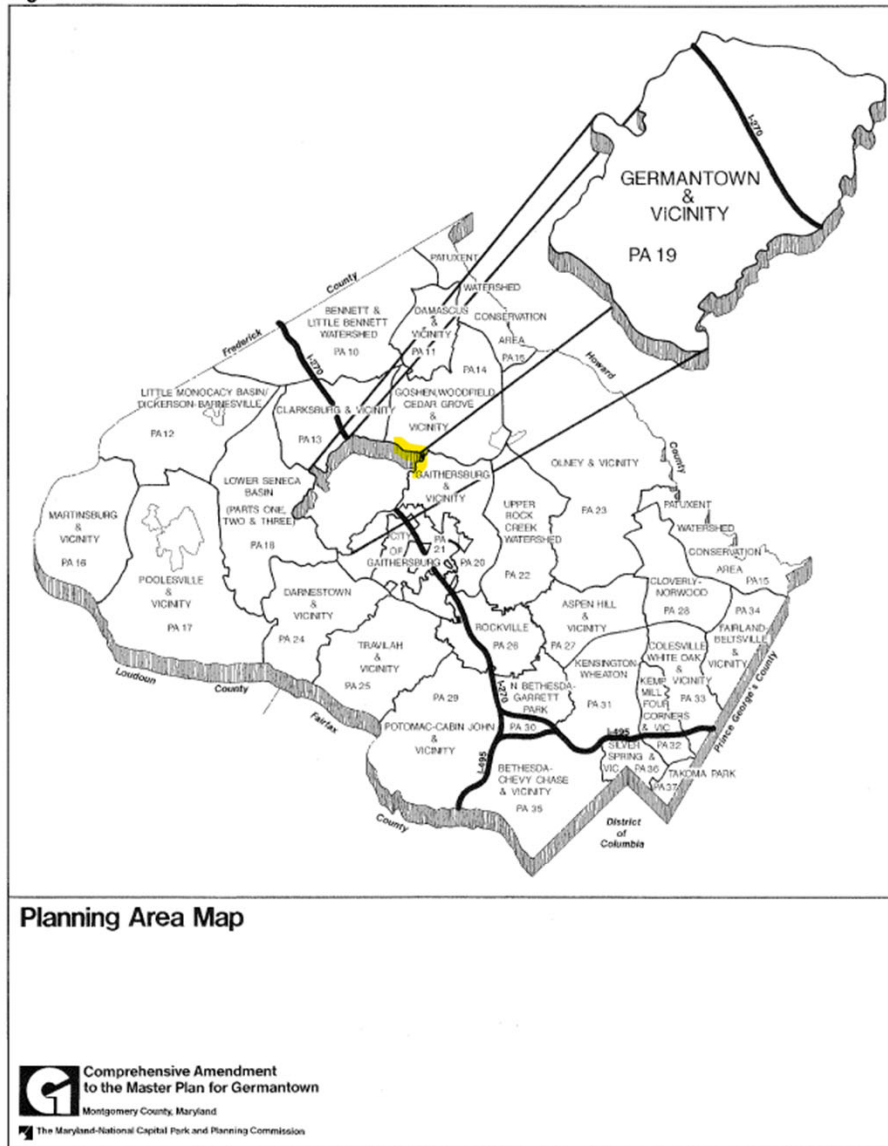 I-270
GERMANTOWN
&
VICINITY
PA 19
PATUXENT
WATERSHED
CONSERVATION
AREA
PA 15
Frederick
County
I-270
BENNETT &
LITTLE BENNETT
WATERSHED
PA 10
DAMASCUS
&
VICINITY
PA 11
PA 14
GOSHEN, WOODFIELD,
CEDAR GROVE
& VICINITY
Howard
County
LITTLE MONOCACY BASIN/
DICKERSON-BARNESVILLE
PA 12
CLARKSBURG & VICINITY
PA 13
LOWER SENECA
BASIN
(PARTS ONE,
TWO & THREE)
PA 18
GAITHERSBURG
&
VICINITY
PA 20
CITY
OF
GAITHERSBURG
PA
21
OLNEY & VICINITY
PA 23
UPPER
ROCK
CREEK
WATERSHED
PA 22
MARTINSBURG
&
VICINITY
PA 16
POOLESVILLE
&
VICINITY
PA 17
DARNESTOWN
&
VICINITY
PA 24
TRAVILAH
&
VICINITY
PA 25
ROCKVILLE
PA 26
ASPEN HILL
&
VICINITY
PA 27
PATUXENT
WATERSHED
CONSERVATION
AREA
PA 15
CLOVERLY-
NORWOOD
PA 28
PA 34
FAIRLAND-
BELTSVILLE
&
VICINITY
COLESVILLE
WHITE OAK
& VICINITY
PA 33
KENSINGTON
WHEATON
PA 31
KEMP
MILL
FOUR
CORNERS
& VIC
PA 32
N BETHESDA-
GARRETT
PARK
PA 30
I-270
PA 29
POTOMAC-CABIN JOHN
&
VICINITY
I-495
I-495
SILVER
SPRING &
VIC
PA 36
TAKOMA PARK
PA 37
BETHESDA-
CHEVY CHASE
& VICINITY
PA 35
Loudoun
County
Fairfax
County
District
of
Columbia
Prince George's County
Planning Area Map
Comprehensive Amendment
to the Master Plan for Germantown
Montgomery County, Maryland
The Maryland-National Capital Park and Planning Commission